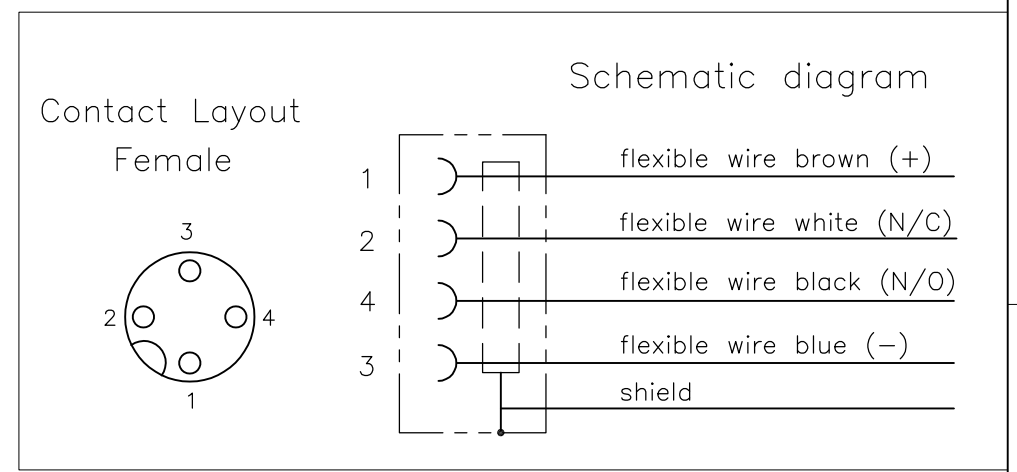 Contact Layout
Female
3
2
4
1
Schematic diagram
1
flexible wire brown (+)
2
flexible wire white (N/C)
4
flexible wire black (N/O)
3
flexible wire blue (−)
shield